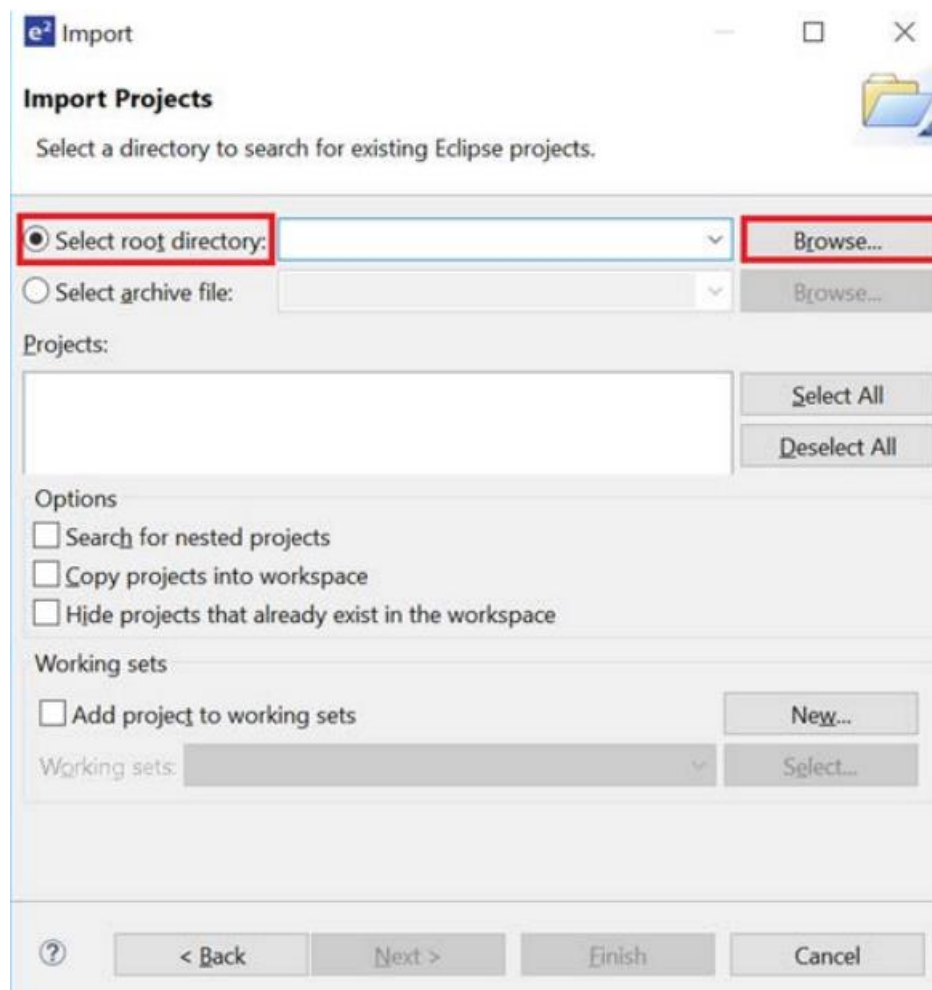 e² Import
Import Projects
Select a directory to search for existing Eclipse projects.
Select root directory: Browse...
Select archive file: Browse...
Projects:
Select All
Deselect All
Options
Search for nested projects
Copy projects into workspace
Hide projects that already exist in the workspace
Working sets
Add project to working sets New...
Working sets: Select...
? < Back Next > Finish Cancel